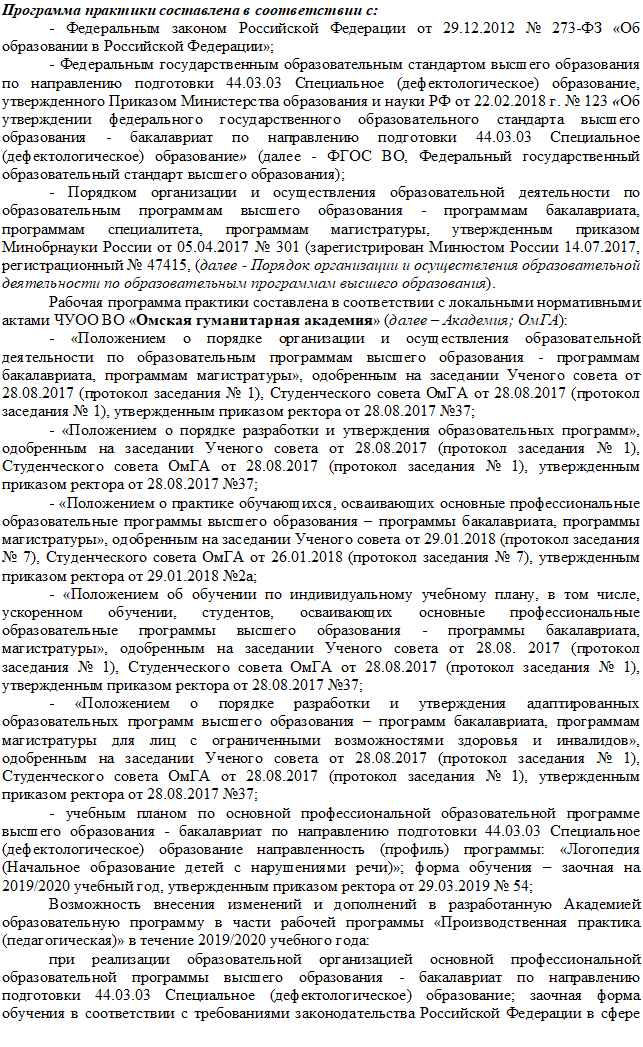 Программа практики составлена в соответствии с:
- Федеральным законом Российской Федерации от 29.12.2012 № 273-ФЗ «Об
образовании в Российской Федерации»;
- Федеральным государственным образовательным стандартом высшего образования
по направлению подготовки 44.03.03 Специальное (дефектологическое) образование,
утвержденного Приказом Министерства образования и науки РФ от 22.02.2018 г. № 123 «Об
утверждении федерального государственного образовательного стандарта высшего
образования - бакалавриат по направлению подготовки 44.03.03 Специальное
(дефектологическое) образование» (далее - ФГОС ВО, Федеральный государственный
образовательный стандарт высшего образования);
- Порядком организации и осуществления образовательной деятельности по
образовательным программам высшего образования - программам бакалавриата,
программам специалитета, программам магистратуры, утвержденным приказом
Минобрнауки России от 05.04.2017 № 301 (зарегистрирован Минюстом России 14.07.2017,
регистрационный № 47415, (далее - Порядок организации и осуществления образовательной
деятельности по образовательным программам высшего образования).
Рабочая программа практики составлена в соответствии с локальными нормативными
актами ЧУОО ВО «Омская гуманитарная академия» (далее – Академия; ОмГА):
- «Положением о порядке организации и осуществления образовательной
деятельности по образовательным программам высшего образования - программам
бакалавриата, программам магистратуры», одобренным на заседании Ученого совета от
28.08.2017 (протокол заседания № 1), Студенческого совета ОмГА от 28.08.2017 (протокол
заседания № 1), утвержденным приказом ректора от 28.08.2017 №37;
- «Положением о порядке разработки и утверждения образовательных программ»,
одобренным на заседании Ученого совета от 28.08.2017 (протокол заседания № 1),
Студенческого совета ОмГА от 28.08.2017 (протокол заседания № 1), утвержденным
приказом ректора от 28.08.2017 №37;
- «Положением о практике обучающихся, осваивающих основные профессиональные
образовательные программы высшего образования – программы бакалавриата, программы
магистратуры», одобренным на заседании Ученого совета от 29.01.2018 (протокол заседания
№ 7), Студенческого совета ОмГА от 26.01.2018 (протокол заседания № 7), утвержденным
приказом ректора от 29.01.2018 №2а;
- «Положением об обучении по индивидуальному учебному плану, в том числе,
ускоренном обучении, студентов, осваивающих основные профессиональные
образовательные программы высшего образования - программы бакалавриата,
магистратуры», одобренным на заседании Ученого совета от 28.08. 2017 (протокол
заседания № 1), Студенческого совета ОмГА от 28.08.2017 (протокол заседания № 1),
утвержденным приказом ректора от 28.08.2017 №37;
- «Положением о порядке разработки и утверждения адаптированных
образовательных программ высшего образования – программ бакалавриата, программам
магистратуры для лиц с ограниченными возможностями здоровья и инвалидов»,
одобренным на заседании Ученого совета от 28.08.2017 (протокол заседания № 1),
Студенческого совета ОмГА от 28.08.2017 (протокол заседания № 1), утвержденным
приказом ректора от 28.08.2017 №37;
- учебным планом по основной профессиональной образовательной программе
высшего образования - бакалавриат по направлению подготовки 44.03.03 Специальное
(дефектологическое) образование направленность (профиль) программы: «Логопедия
(Начальное образование детей с нарушениями речи)»; форма обучения – заочная на
2019/2020 учебный год, утвержденным приказом ректора от 29.03.2019 № 54;
Возможность внесения изменений и дополнений в разработанную Академией
образовательную программу в части рабочей программы «Производственная практика
(педагогическая)» в течение 2019/2020 учебного года:
при реализации образовательной организацией основной профессиональной
образовательной программы высшего образования - бакалавриат по направлению
подготовки 44.03.03 Специальное (дефектологическое) образование; заочная форма
обучения в соответствии с требованиями законодательства Российской Федерации в сфере